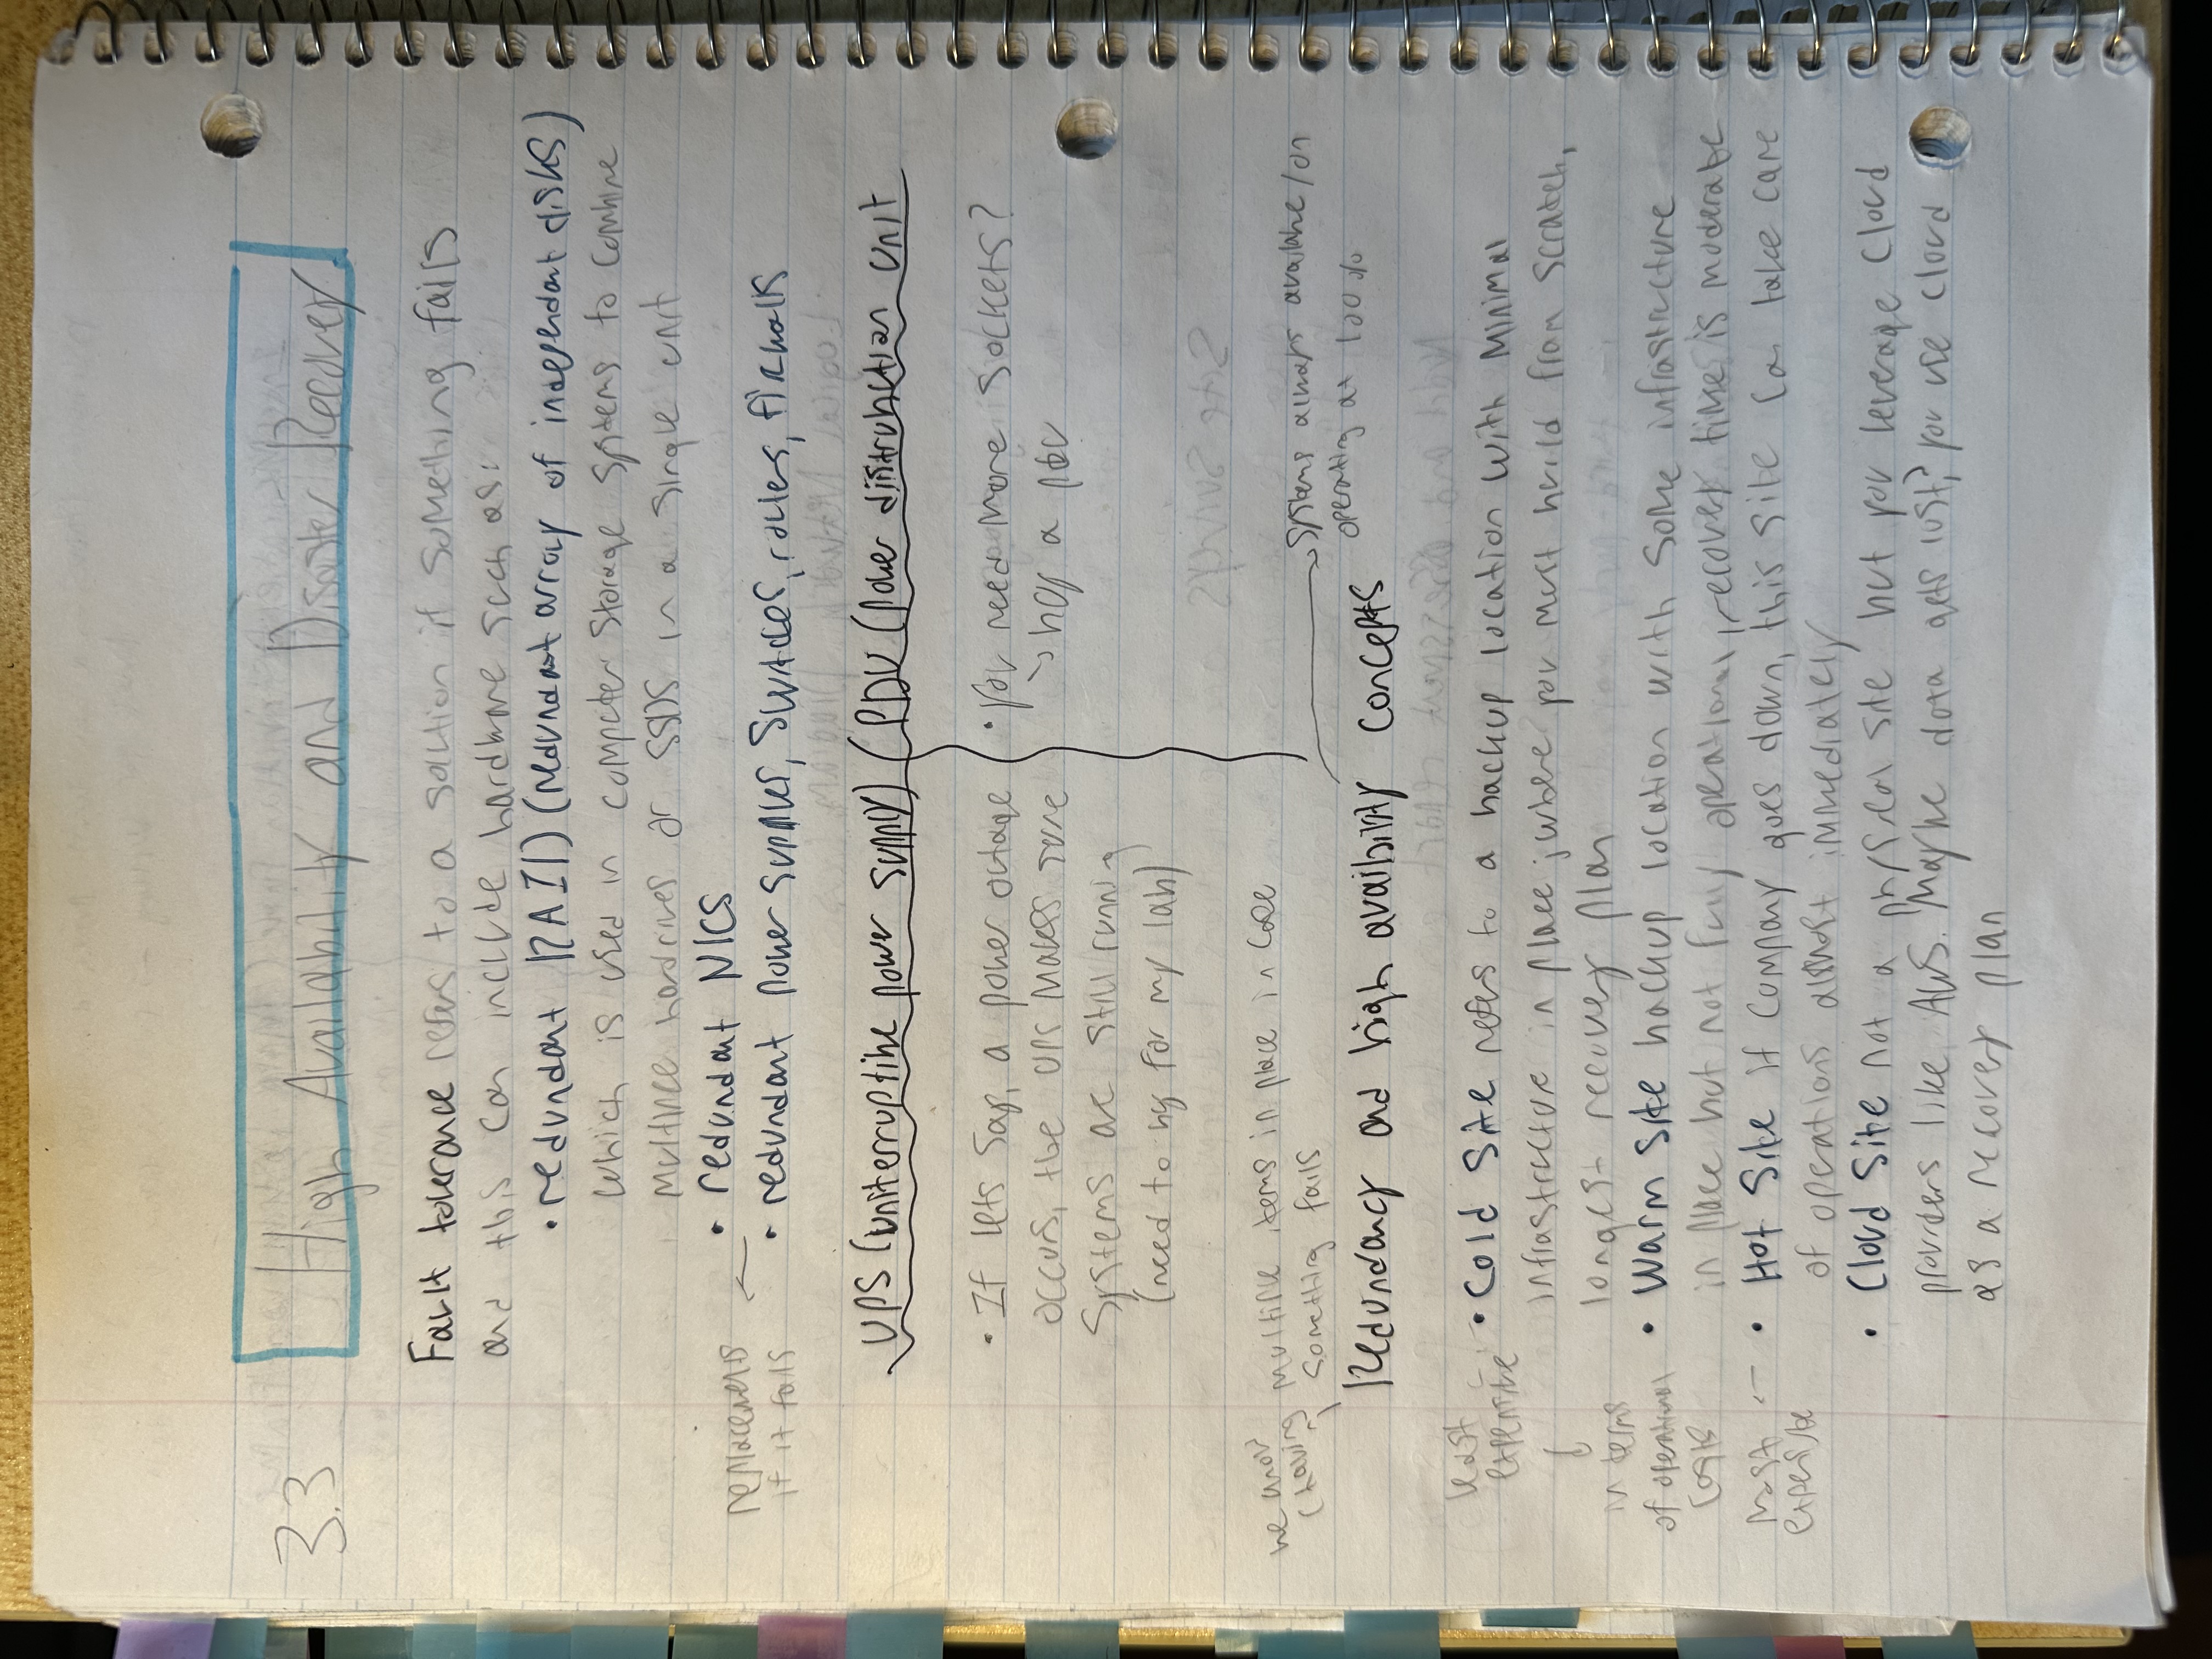 3.3
High Availability and Disaster Recovery
Fault tolerance refers to a solution if something fails
and this can include hardware such as:
• redundant RAID (redundant array of independant disks)
which is used in computer storage systems to combine
multiple hardrives or SSDS in a single unit
• redundant NICS
replacements
if it fails
• redundant power supplies, switches, routers, firewalls
UPS (uniterruptible power supply)
PDU (power distrubution unit
• If lets say, a power outage
occurs, the UPS makes sure
systems are still running
(need to buy for my lab)
• you need more sockets?
buy a pdu
(having multiple items in place in case
something fails
systems always available/on
operating at 100%
Redundancy and high availbility concepts
least
expensive
in terms
of operational
costs
• Cold Site refers to a backup location with minimal
infrastructure in place; where you must build from scratch,
longest recovery plan
• Warm Site backup location with some infrastructure
in place but not fully operational, recovery time is moderate
most
expensive
• Hot Site if company goes down, this site can take care
of operations almost immediately
• Cloud Site not a physical site but you leverage cloud
providers like AWS. Maybe data gets lost? you use cloud
as a recovery plan